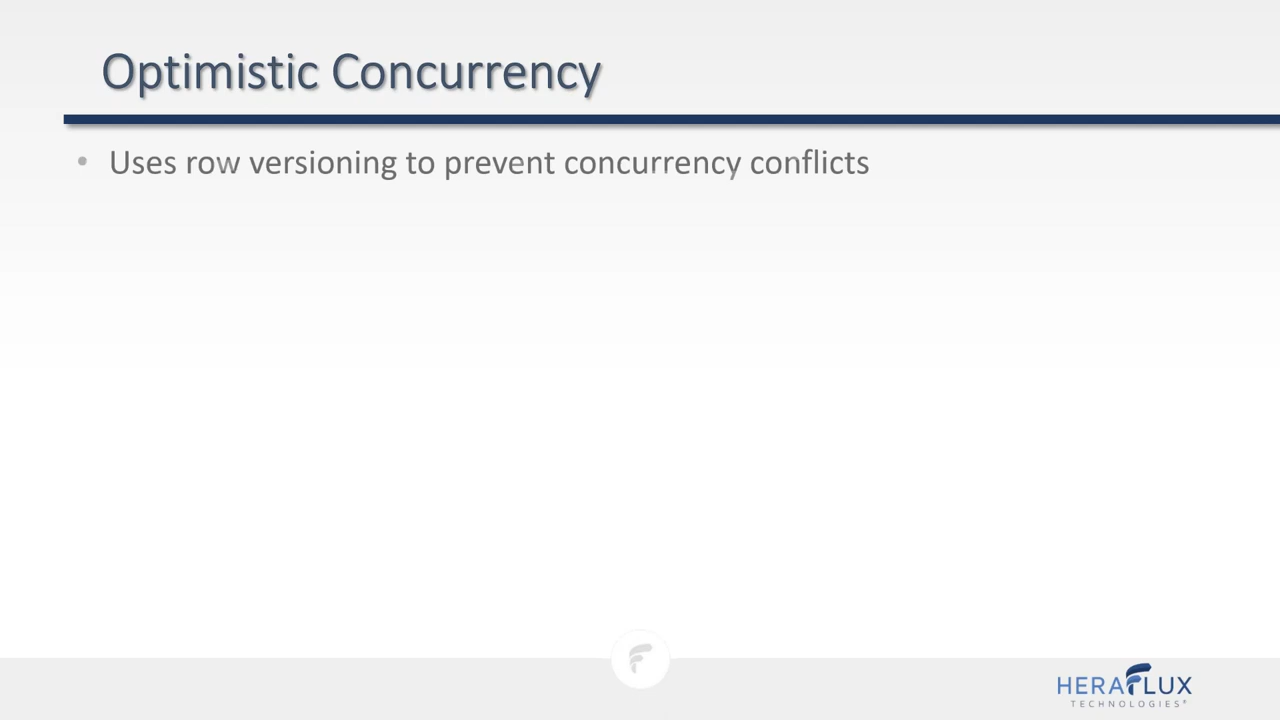 Optimistic Concurrency
• Uses row versioning to prevent concurrency conflicts
HERAFLUX
TECHNOLOGIES®